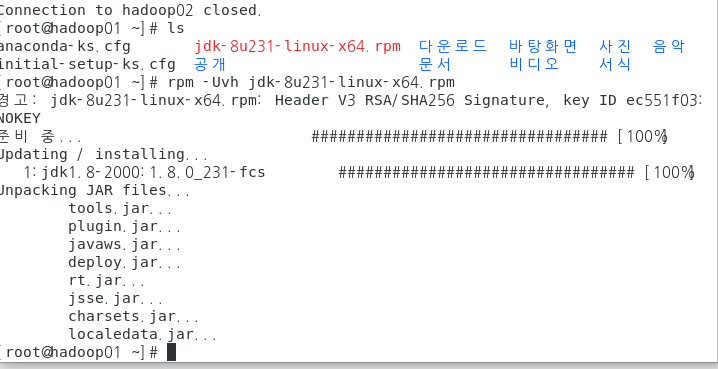 Connection to hadoop02 closed.
[root@hadoop01 ~]# ls
anaconda-ks.cfg jdk-8u231-linux-x64.rpm 다운로드 바탕화면 사진 음악
initial-setup-ks.cfg 공개 문서 비디오 서식
[root@hadoop01 ~]# rpm -Uvh jdk-8u231-linux-x64.rpm
경고: jdk-8u231-linux-x64.rpm: Header V3 RSA/SHA256 Signature, key ID ec551f03:
NOKEY
준비 중... ################################# [100%]
Updating / installing...
1:jdk1.8-2000:1.8.0_231-fcs ################################# [100%]
Unpacking JAR files...
tools.jar...
plugin.jar...
javaws.jar...
deploy.jar...
rt.jar...
jsse.jar...
charsets.jar...
localedata.jar...
[root@hadoop01 ~]#